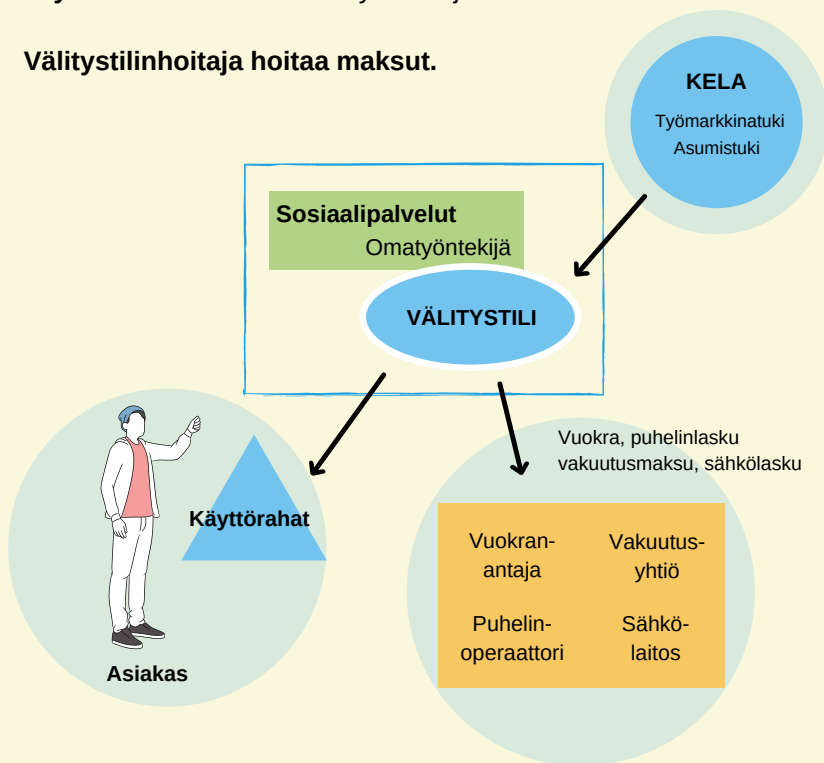 Välitystilinhoitaja hoitaa maksut.
KELA
Työmarkkinatuki
Asumistuki
Sosiaalipalvelut
Omatyöntekijä
VÄLITYSTILI
Vuokra, puhelinlasku
vakuutusmaksu, sähkölasku
Käyttörahat
Asiakas
Vuokran-
antaja
Vakuutus-
yhtiö
Puhelin-
operaattori
Sähkö-
laitos